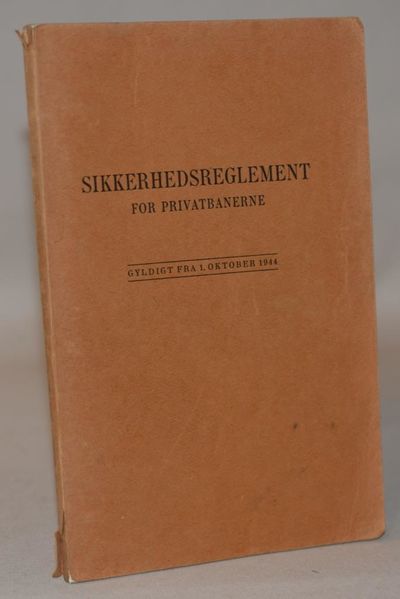 SIKKERHEDSREGLEMENT
FOR PRIVATBANERNE
GYLDIGT FRA 1. OKTOBER 1944